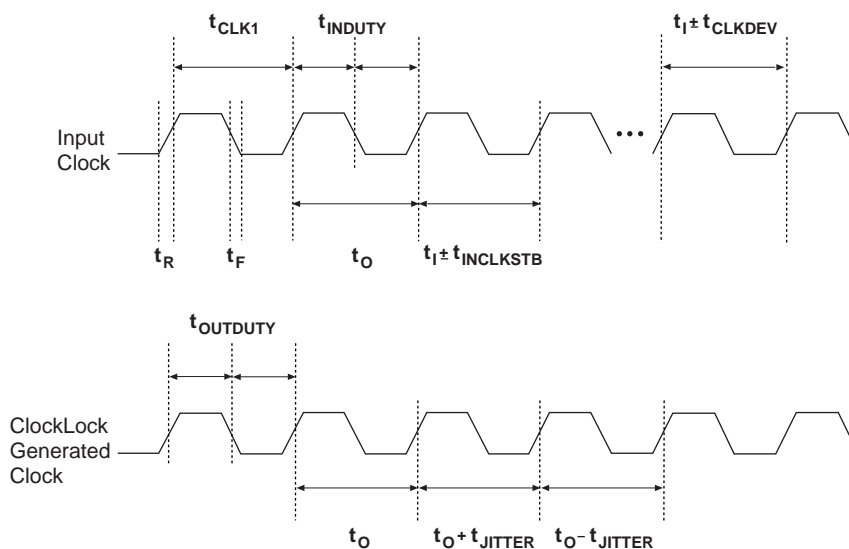 tCLK1
tINDUTY
tI ± tCLKDEV
Input
Clock
tR
tF
tO
tI ± tINCLKSTB
tOUTDUTY
ClockLock
Generated
Clock
tO
tO + tJITTER
tO − tJITTER